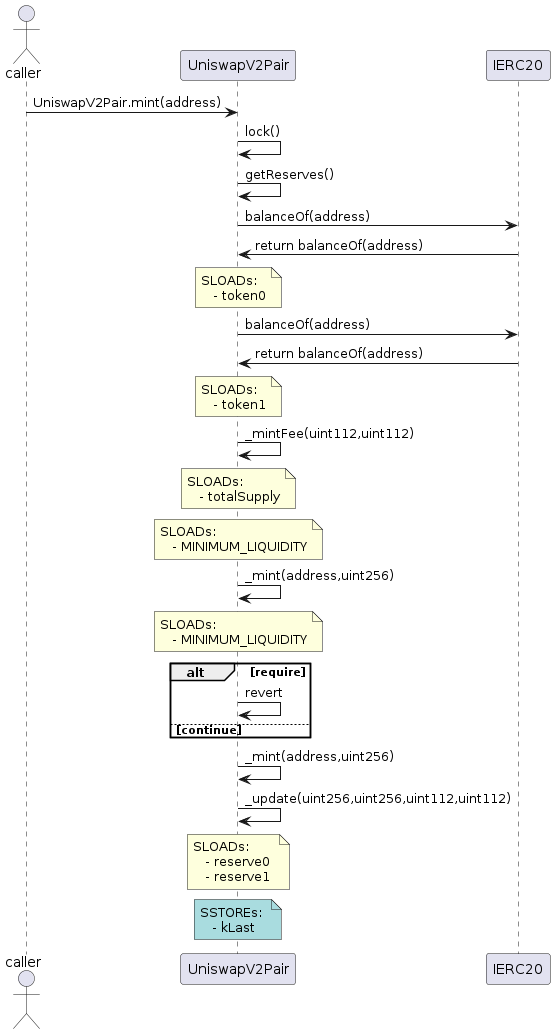 caller
UniswapV2Pair
IERC20
UniswapV2Pair.mint(address)
lock()
getReserves()
balanceOf(address)
return balanceOf(address)
SLOADs:
- token0
balanceOf(address)
return balanceOf(address)
SLOADs:
- token1
_mintFee(uint112,uint112)
SLOADs:
- totalSupply
SLOADs:
- MINIMUM_LIQUIDITY
_mint(address,uint256)
SLOADs:
- MINIMUM_LIQUIDITY
alt [require]
revert
[continue]
_mint(address,uint256)
_update(uint256,uint256,uint112,uint112)
SLOADs:
- reserve0
- reserve1
SSTOREs:
- kLast
caller
UniswapV2Pair
IERC20